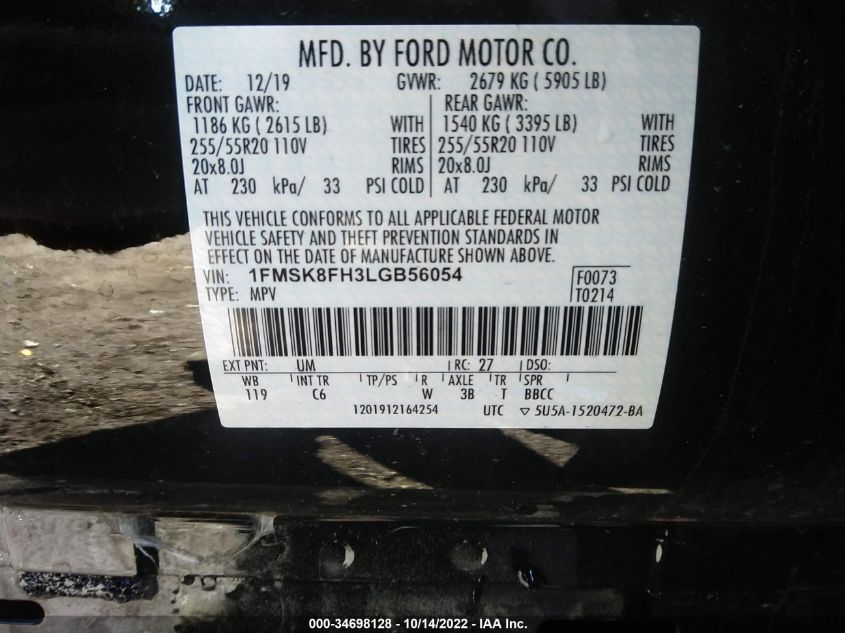 MFD. BY FORD MOTOR CO.
DATE: 12/19 GVWR: 2679 KG ( 5905 LB)
FRONT GAWR: REAR GAWR:
1186 KG ( 2615 LB) WITH 1540 KG ( 3395 LB) WITH
255/55R20 110V TIRES 255/55R20 110V TIRES
20x8.0J RIMS 20x8.0J RIMS
AT 230 kPa/ 33 PSI COLD AT 230 kPa/ 33 PSI COLD
THIS VEHICLE CONFORMS TO ALL APPLICABLE FEDERAL MOTOR
VEHICLE SAFETY AND THEFT PREVENTION STANDARDS IN
EFFECT ON THE DATE OF MANUFACTURE SHOWN ABOVE.
VIN: 1FMSK8FH3LGB56054 F0073
TYPE: MPV T0214
EXT PNT: UM RC: 27 DSO:
WB INT TR TP/PS R AXLE TR SPR
119 C6 W 3B T BBCC
1201912164254 UTC ▽ 5U5A-1520472-BA
000-34698128 - 10/14/2022 - IAA Inc.